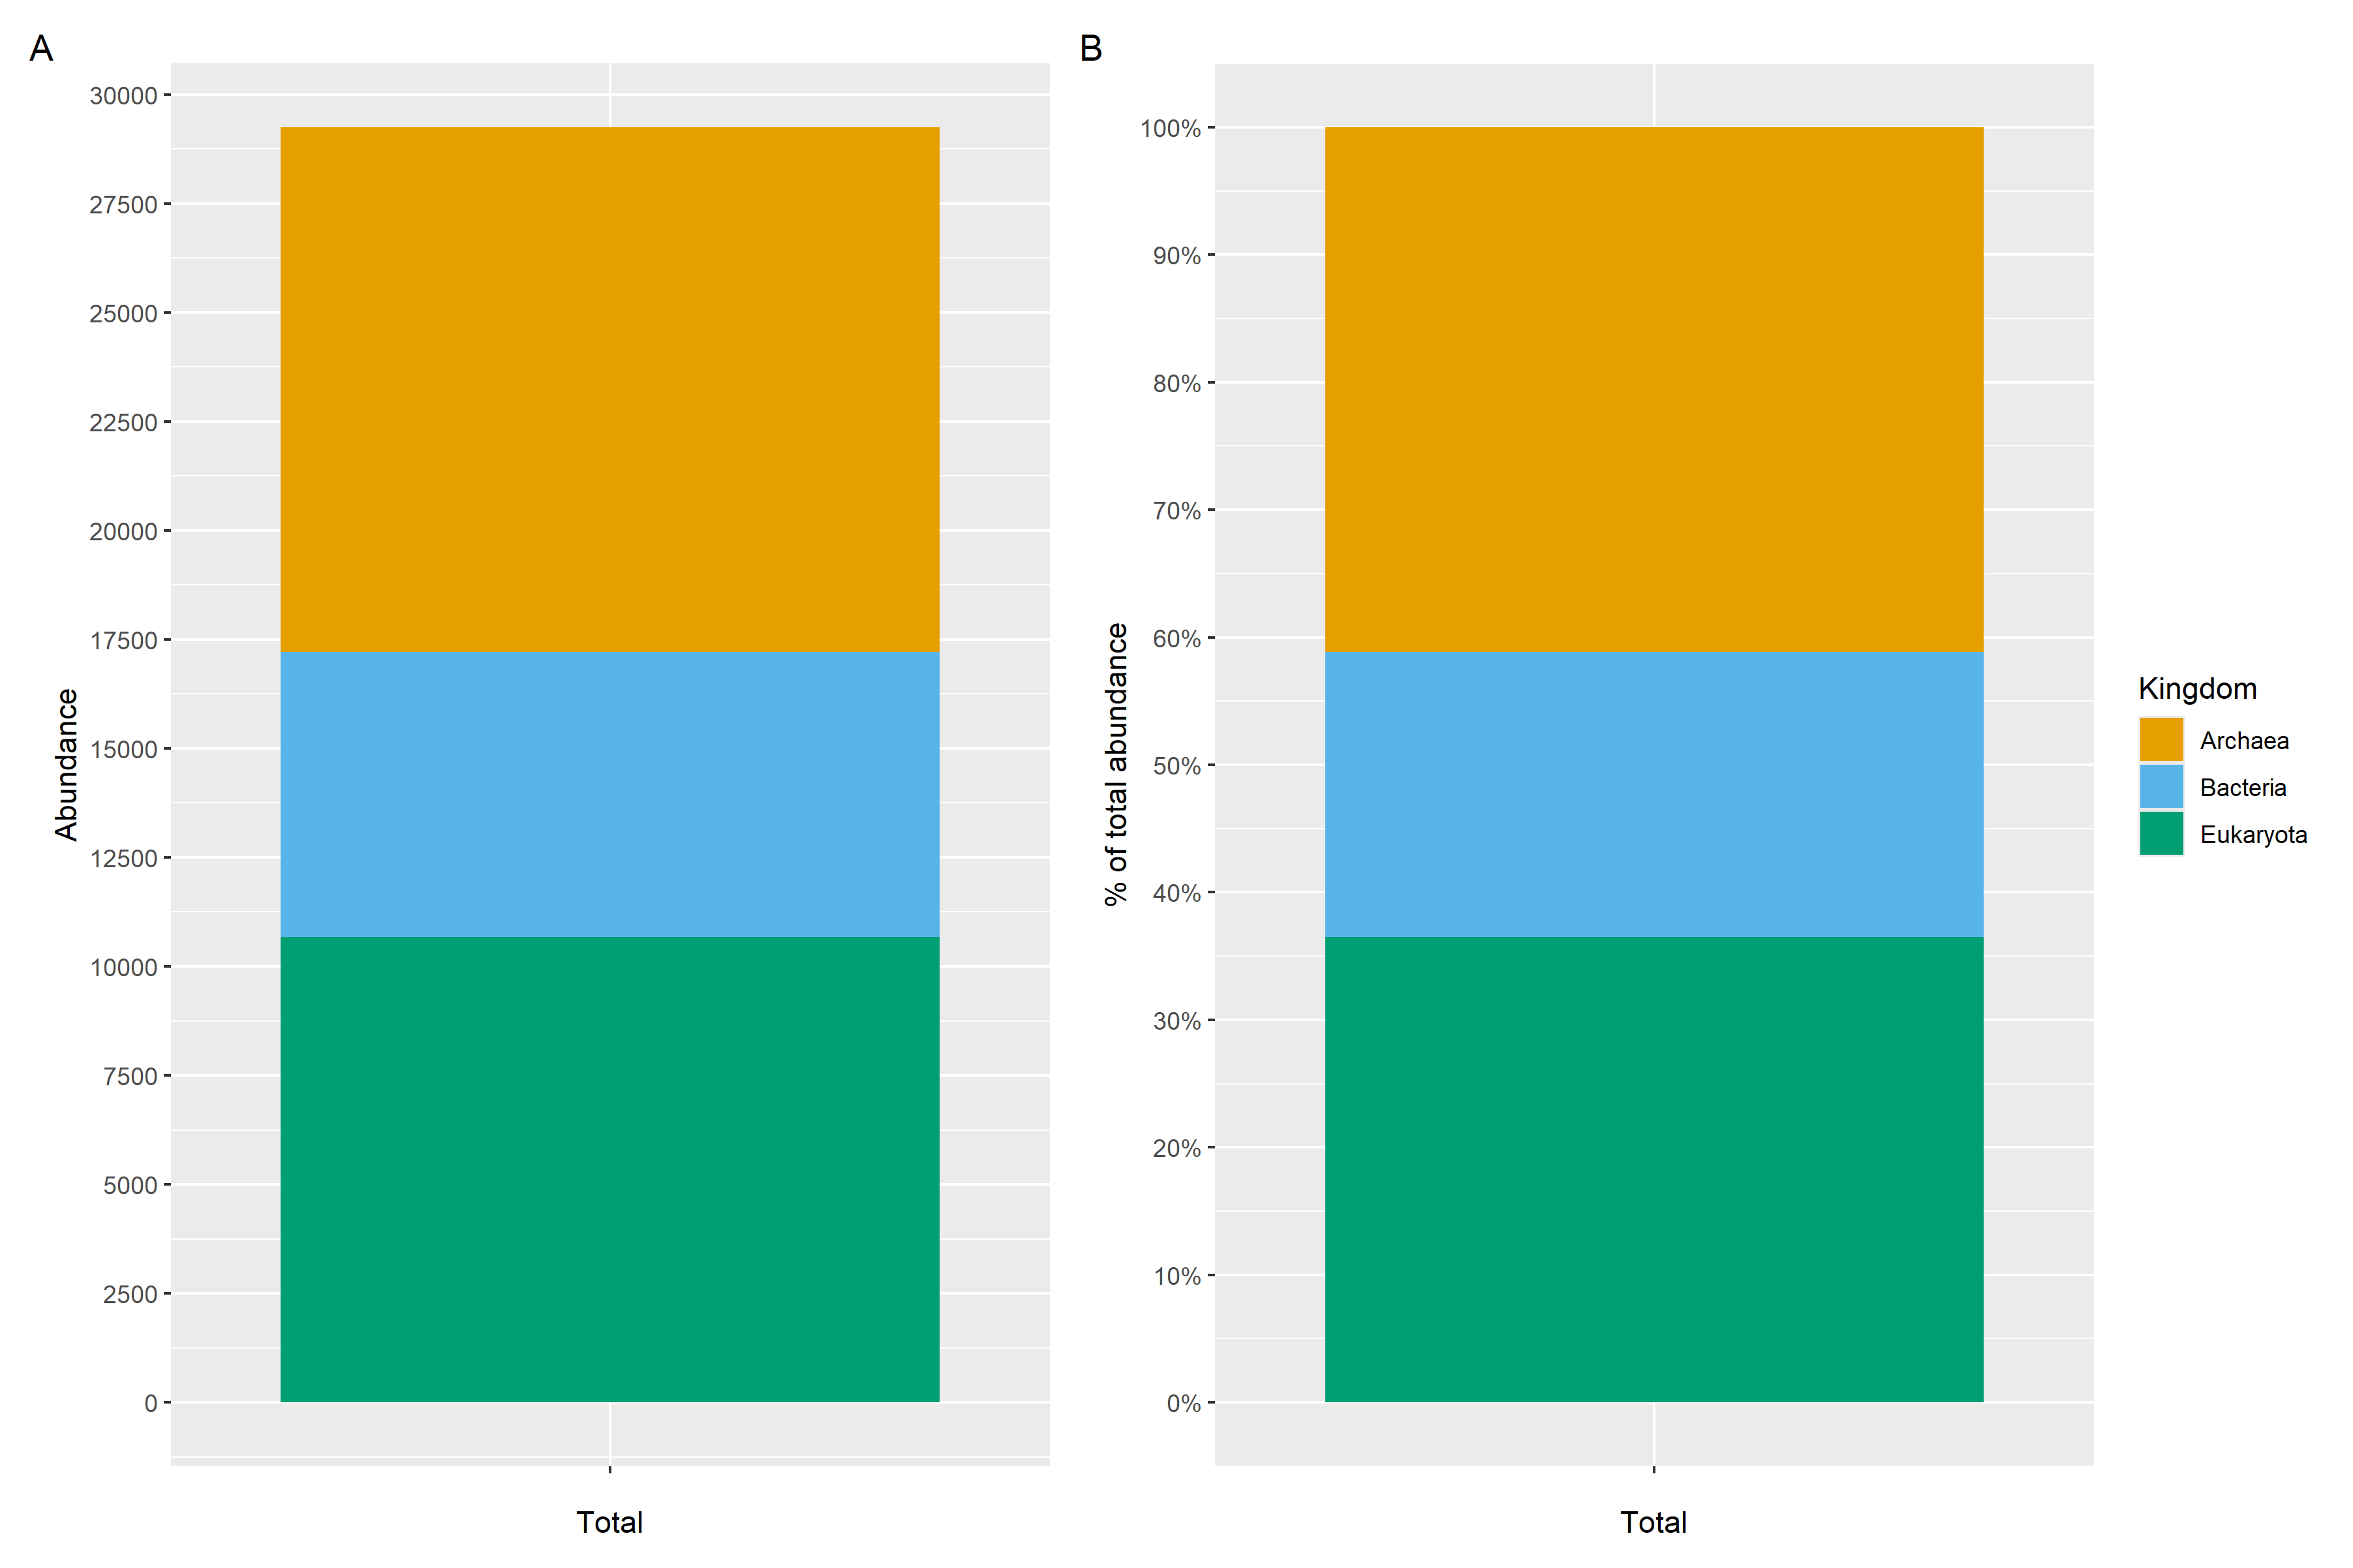 A
30000
27500
25000
22500
20000
17500
15000
12500
10000
7500
5000
2500
0
Abundance
Total
B
100%
90%
80%
70%
60%
50%
40%
30%
20%
10%
0%
% of total abundance
Total
Kingdom
Archaea
Bacteria
Eukaryota